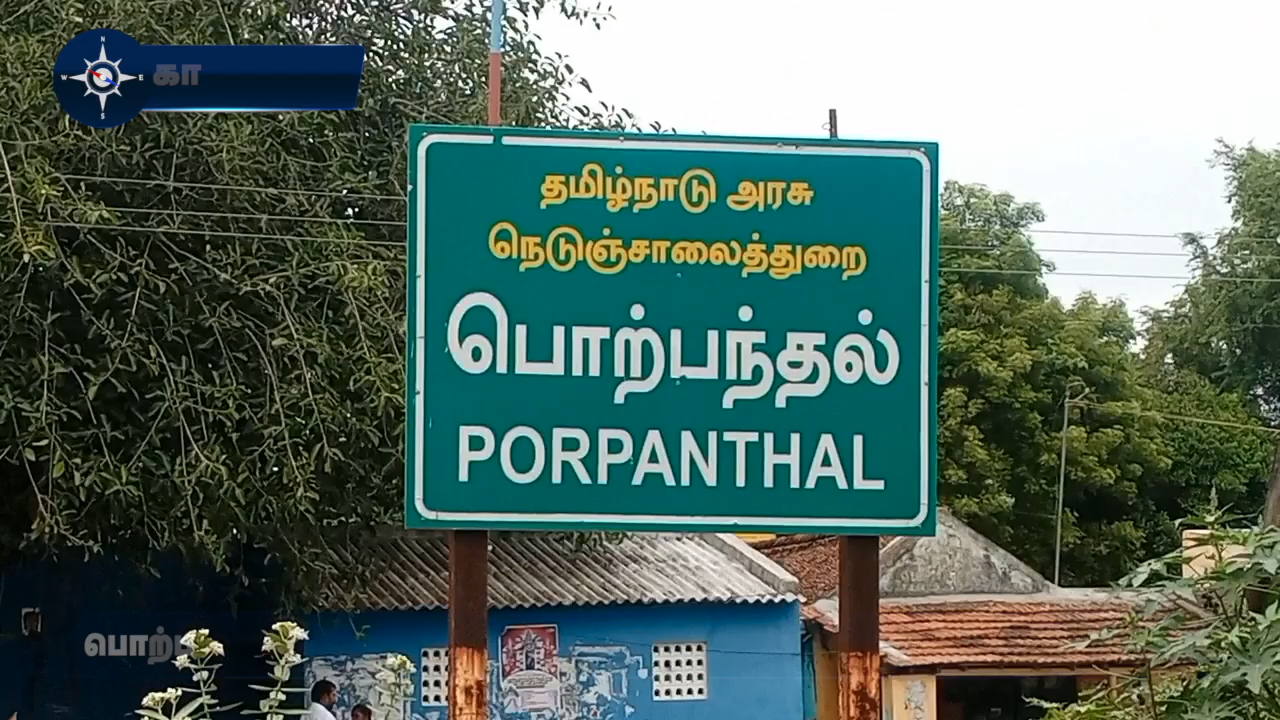 கா
தமிழ்நாடு அரசு
நெடுஞ்சாலைத்துறை
பொற்பந்தல்
PORPANTHAL